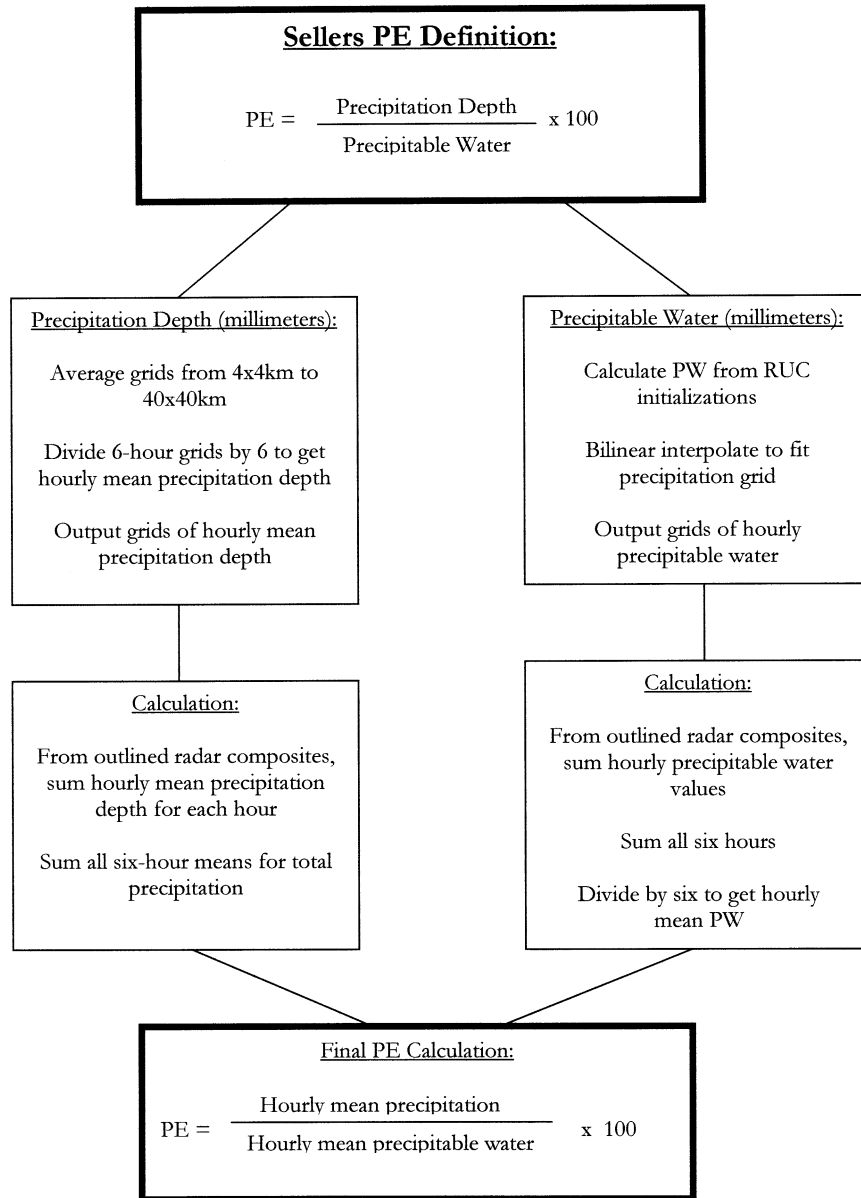 Sellers PE Definition:
PE = Precipitation Depth x 100
Precipitable Water
Precipitation Depth (millimeters):
Average grids from 4x4km to
40x40km
Divide 6-hour grids by 6 to get
hourly mean precipitation depth
Output grids of hourly mean
precipitation depth
Precipitable Water (millimeters):
Calculate PW from RUC
initializations
Bilinear interpolate to fit
precipitation grid
Output grids of hourly
precipitable water
Calculation:
From outlined radar composites,
sum hourly mean precipitation
depth for each hour
Sum all six-hour means for total
precipitation
Calculation:
From outlined radar composites,
sum hourly precipitable water
values
Sum all six hours
Divide by six to get hourly
mean PW
Final PE Calculation:
PE = Hourly mean precipitation x 100
Hourly mean precipitable water